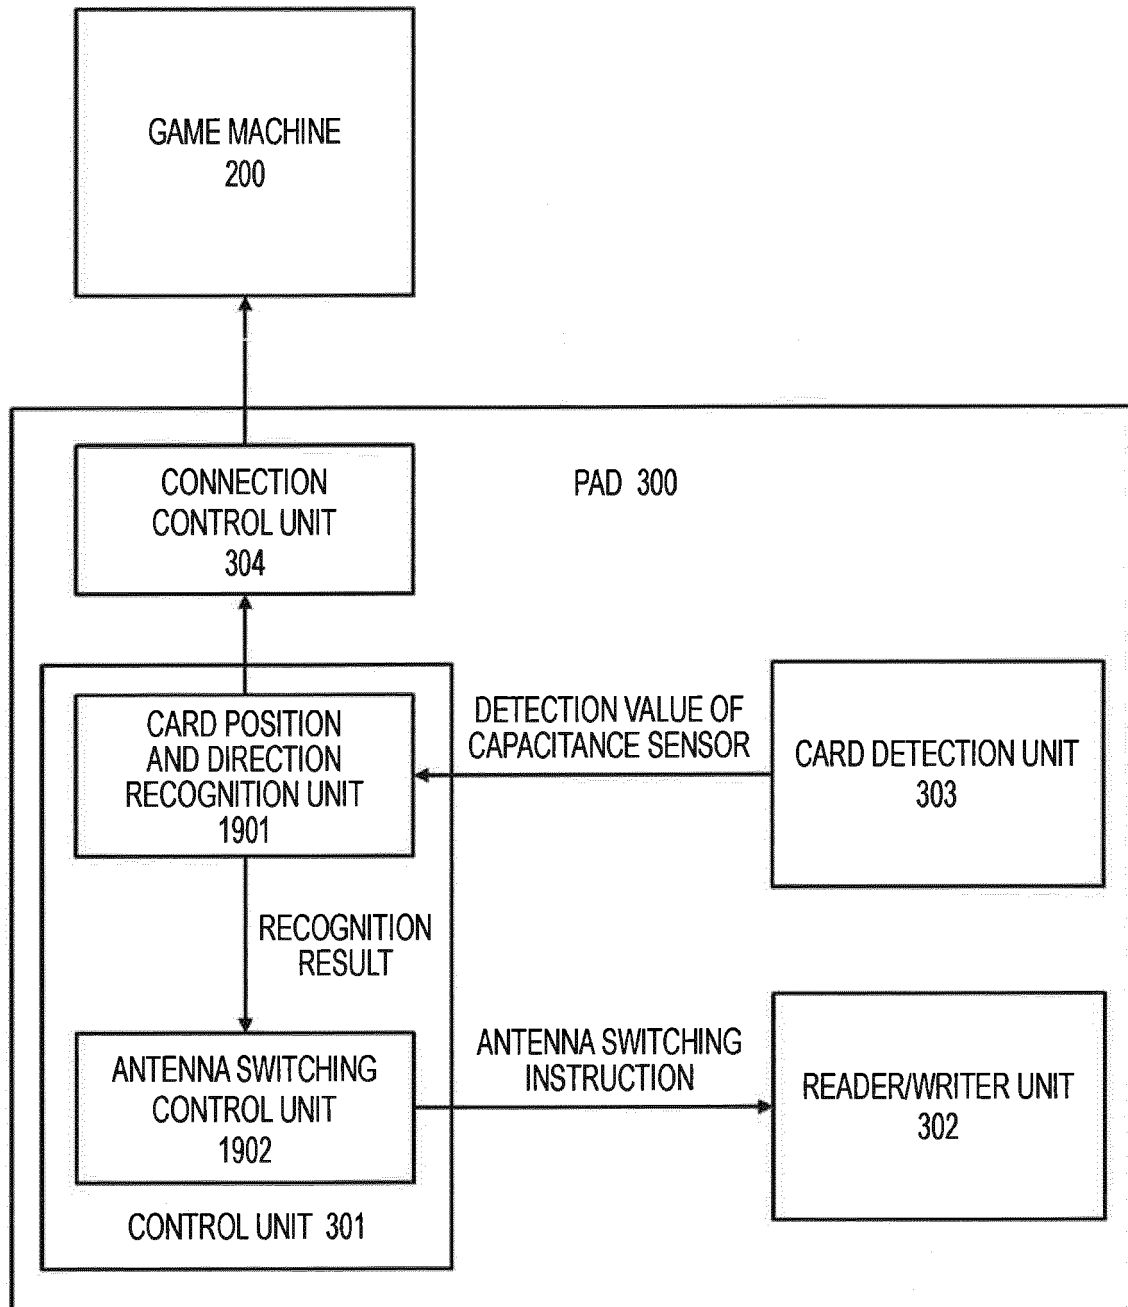 GAME MACHINE
200
CONNECTION
CONTROL UNIT
304
PAD 300
CARD POSITION
AND DIRECTION
RECOGNITION UNIT
1901
DETECTION VALUE OF
CAPACITANCE SENSOR
CARD DETECTION UNIT
303
RECOGNITION
RESULT
ANTENNA SWITCHING
CONTROL UNIT
1902
ANTENNA SWITCHING
INSTRUCTION
READER/WRITER UNIT
302
CONTROL UNIT 301